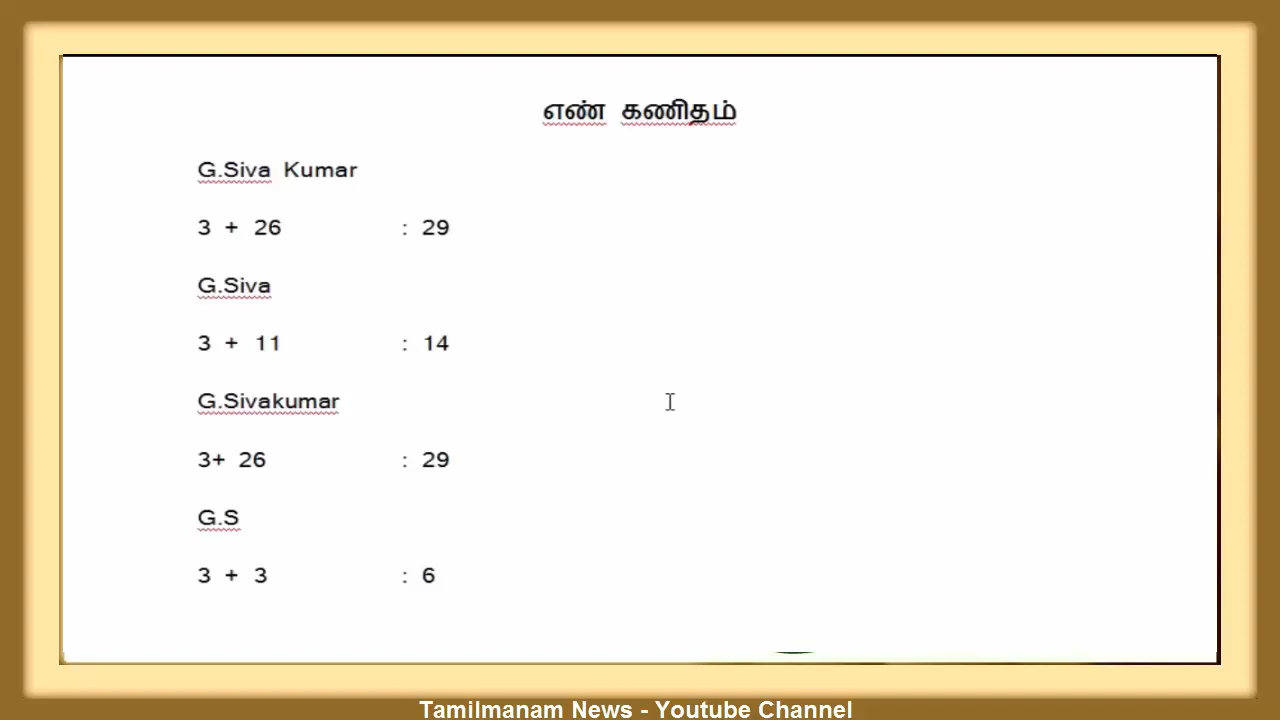 எண் கணிதம்
G.Siva Kumar
3 + 26 : 29
G.Siva
3 + 11 : 14
G.Sivakumar
3+ 26 : 29
G.S
3 + 3 : 6
Tamilmanam News - Youtube Channel